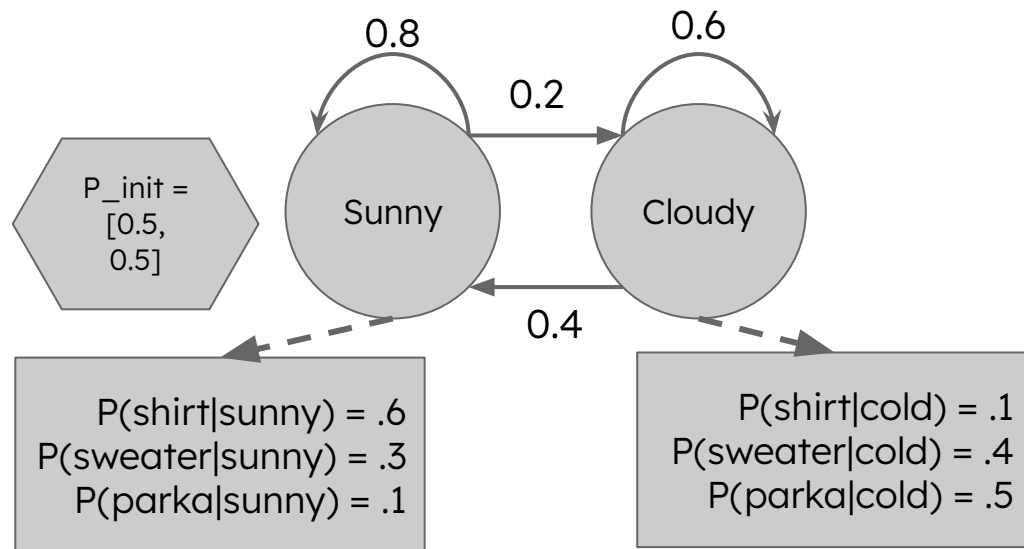 0.8
0.6
0.2
P_init =
[0.5,
0.5]
Sunny
Cloudy
0.4
P(shirt|sunny) = .6
P(sweater|sunny) = .3
P(parka|sunny) = .1
P(shirt|cold) = .1
P(sweater|cold) = .4
P(parka|cold) = .5